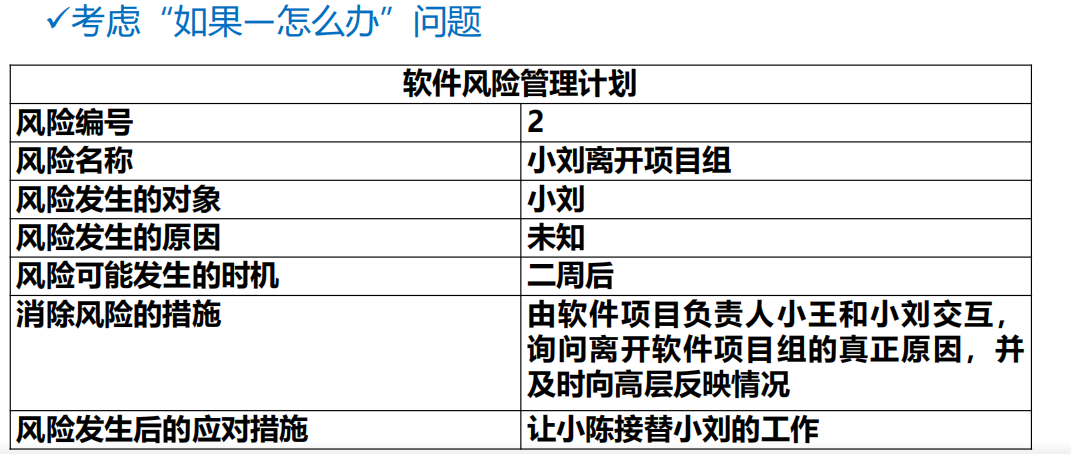 ✓考虑“如果—怎么办”问题
软件风险管理计划
风险编号 2
风险名称 小刘离开项目组
风险发生的对象 小刘
风险发生的原因 未知
风险可能发生的时机 二周后
消除风险的措施 由软件项目负责人小王和小刘交互，
询问离开软件项目组的真正原因，并
及时向高层反映情况
风险发生后的应对措施 让小陈接替小刘的工作